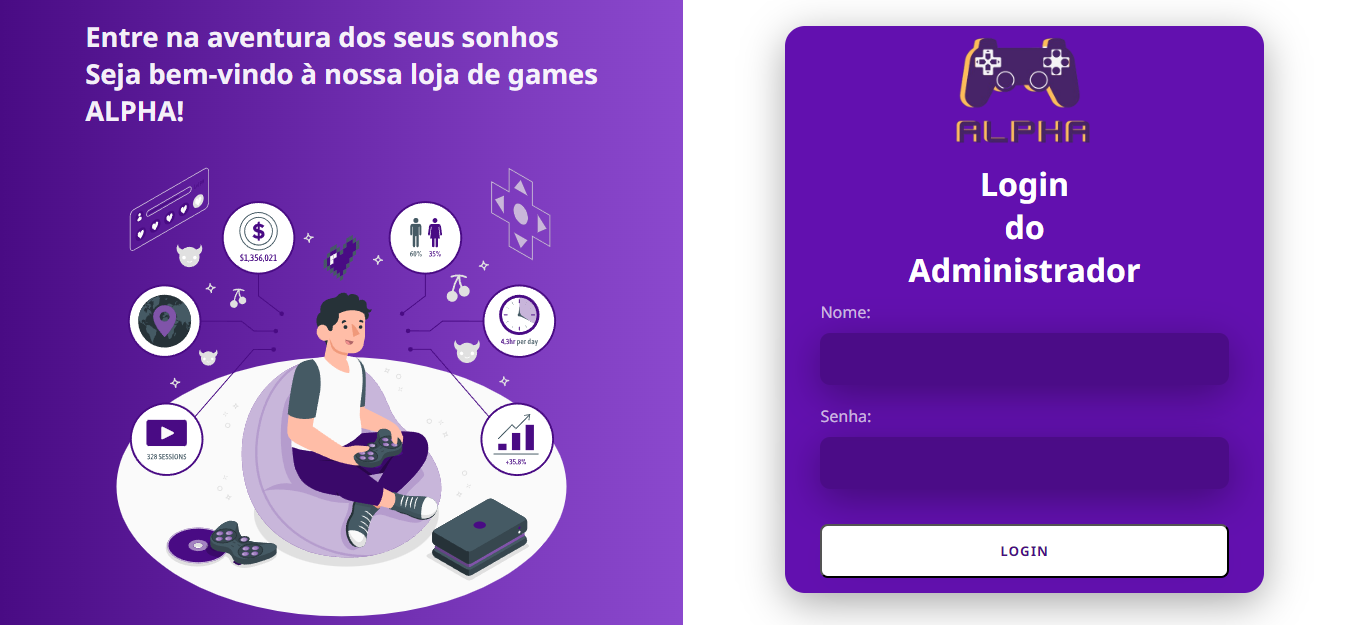 Entre na aventura dos seus sonhos
Seja bem-vindo à nossa loja de games
ALPHA!
$
$1,356,021
60% 35%
4,3hr per day
328 SESSIONS
+35,8%
ALPHA
Login
do
Administrador
Nome:
Senha:
LOGIN